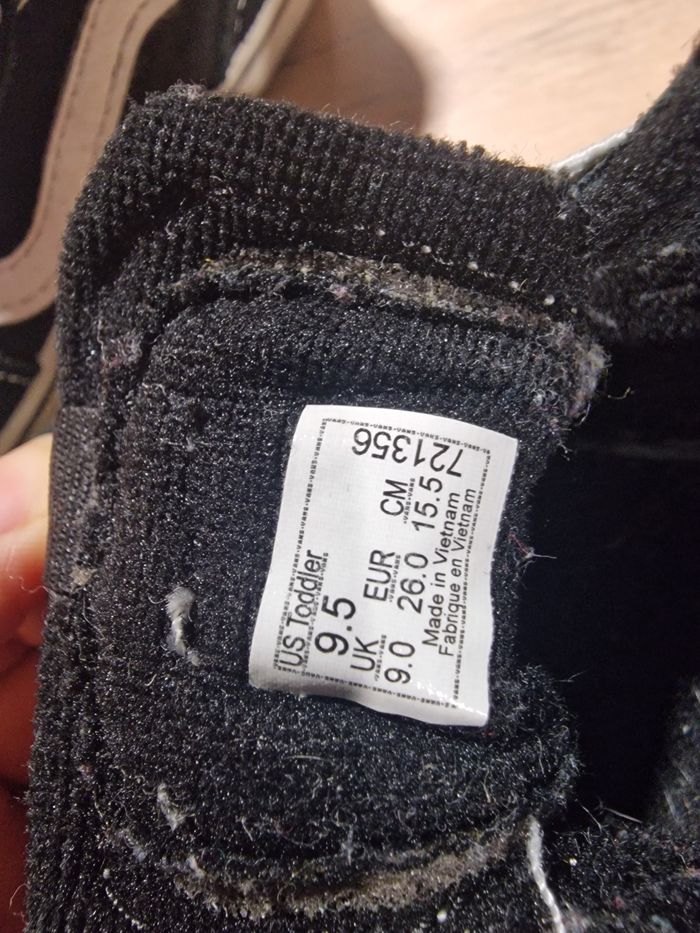 US Toddler
9.5
UK EUR CM
9.0 26.0 15.5
Made in Vietnam
Fabrique en Vietnam
721356